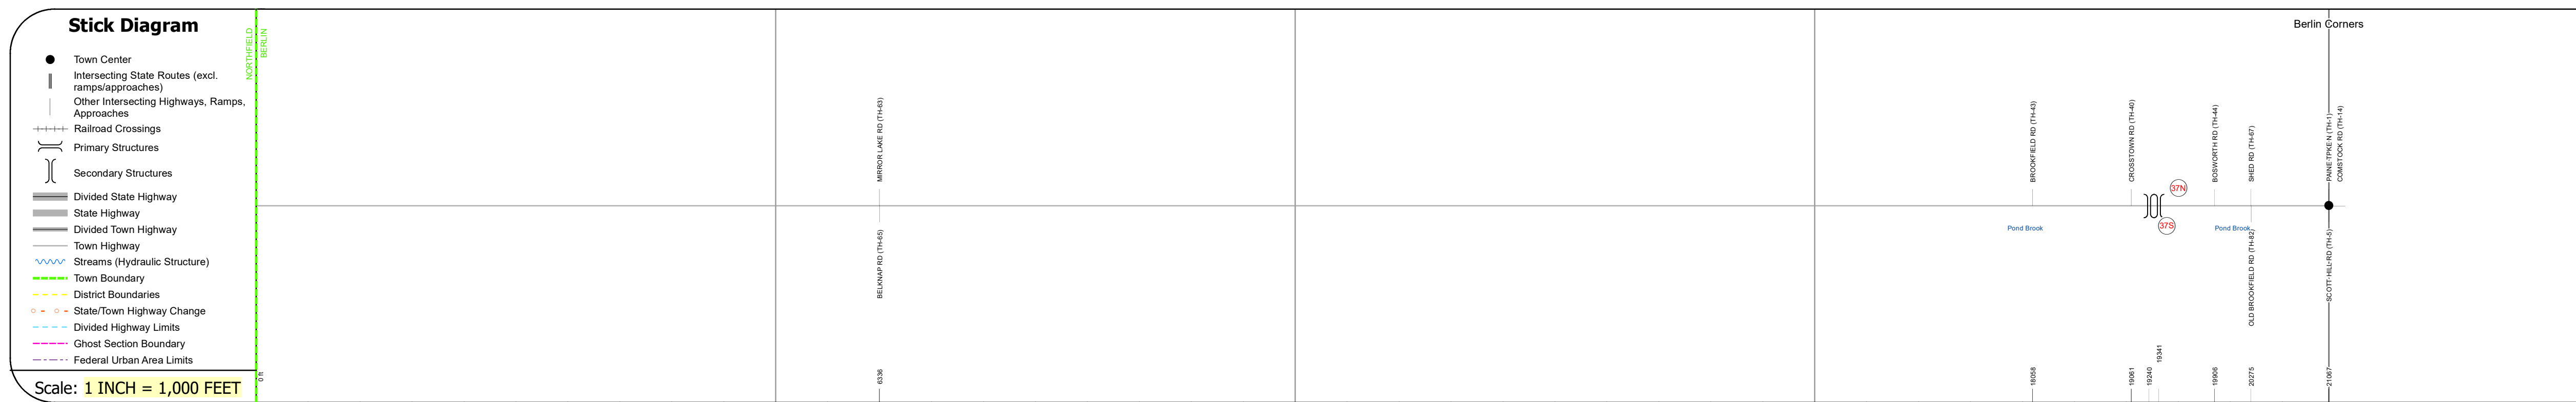 Stick Diagram
Town Center
Intersecting State Routes (excl.
ramps/approaches)
Other Intersecting Highways, Ramps,
Approaches
Railroad Crossings
Primary Structures
Secondary Structures
Divided State Highway
State Highway
Divided Town Highway
Town Highway
Streams (Hydraulic Structure)
Town Boundary
District Boundaries
State/Town Highway Change
Divided Highway Limits
Ghost Section Boundary
Federal Urban Area Limits
Scale: 1 INCH = 1,000 FEET
NORTHFIELD
BERLIN
0 ft
MIRROR LAKE RD (TH-63)
BELKNAP RD (TH-65)
6336
BROOKFIELD RD (TH-43)
Pond Brook
18058
CROSSTOWN RD (TH-40)
19061
37N
37S
19240
19341
BOSWORTH RD (TH-44)
Pond Brook
19906
SHED RD (TH-67)
OLD BROOKFIELD RD (TH-82)
20275
Berlin Corners
PAINE TPKE N (TH-1)
COMSTOCK RD (TH-14)
SCOTT HILL RD (TH-5)
21067